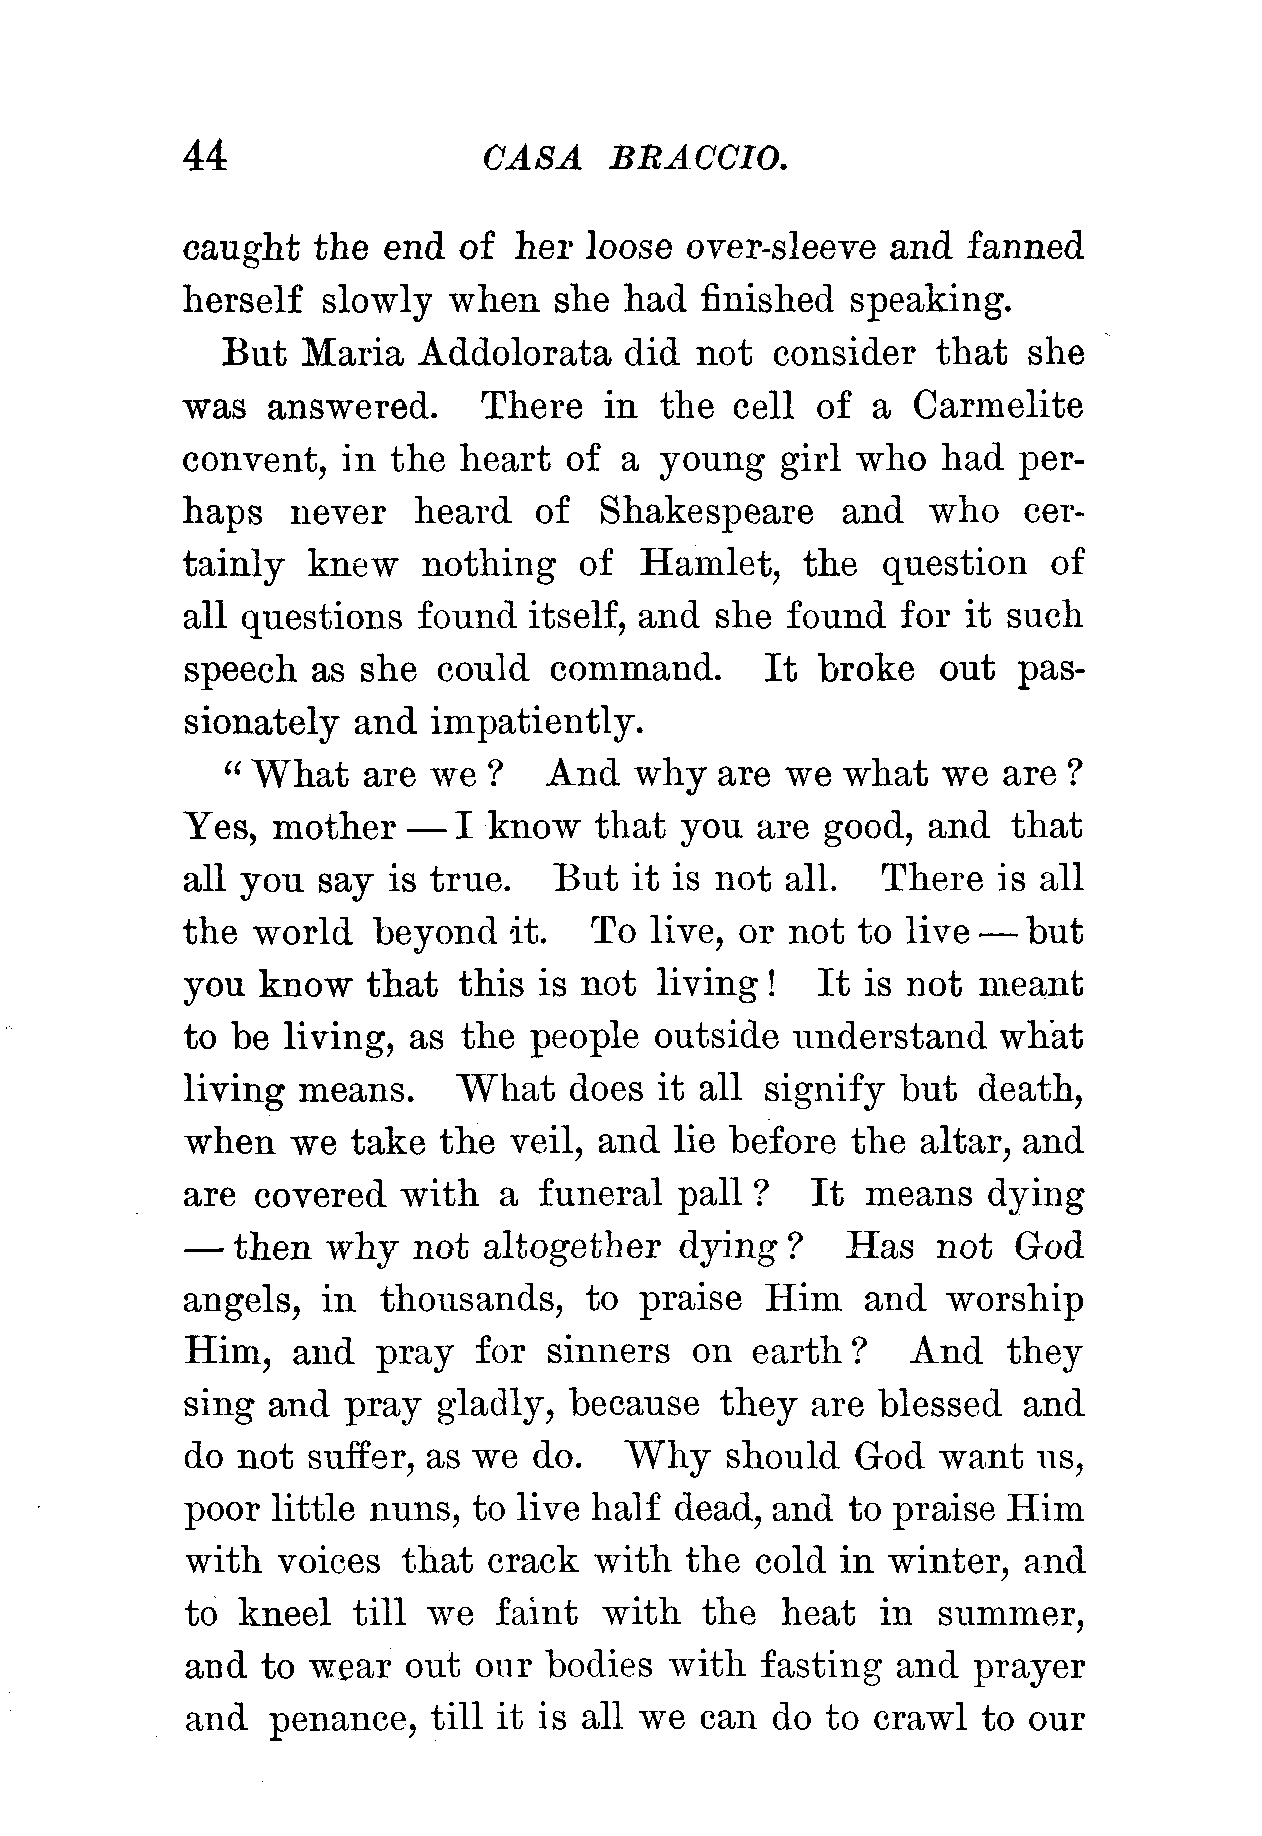 44 CASA BRACCIO.
caught the end of her loose over-sleeve and fanned
herself slowly when she had finished speaking.
But Maria Addolorata did not consider that she
was answered. There in the cell of a Carmelite
convent, in the heart of a young girl who had per-
haps never heard of Shakespeare and who cer-
tainly knew nothing of Hamlet, the question of
all questions found itself, and she found for it such
speech as she could command. It broke out pas-
sionately and impatiently.
“What are we? And why are we what we are?
Yes, mother — I know that you are good, and that
all you say is true. But it is not all. There is all
the world beyond it. To live, or not to live — but
you know that this is not living! It is not meant
to be living, as the people outside understand what
living means. What does it all signify but death,
when we take the veil, and lie before the altar, and
are covered with a funeral pall? It means dying
— then why not altogether dying? Has not God
angels, in thousands, to praise Him and worship
Him, and pray for sinners on earth? And they
sing and pray gladly, because they are blessed and
do not suffer, as we do. Why should God want us,
poor little nuns, to live half dead, and to praise Him
with voices that crack with the cold in winter, and
to kneel till we faint with the heat in summer,
and to wear out our bodies with fasting and prayer
and penance, till it is all we can do to crawl to our